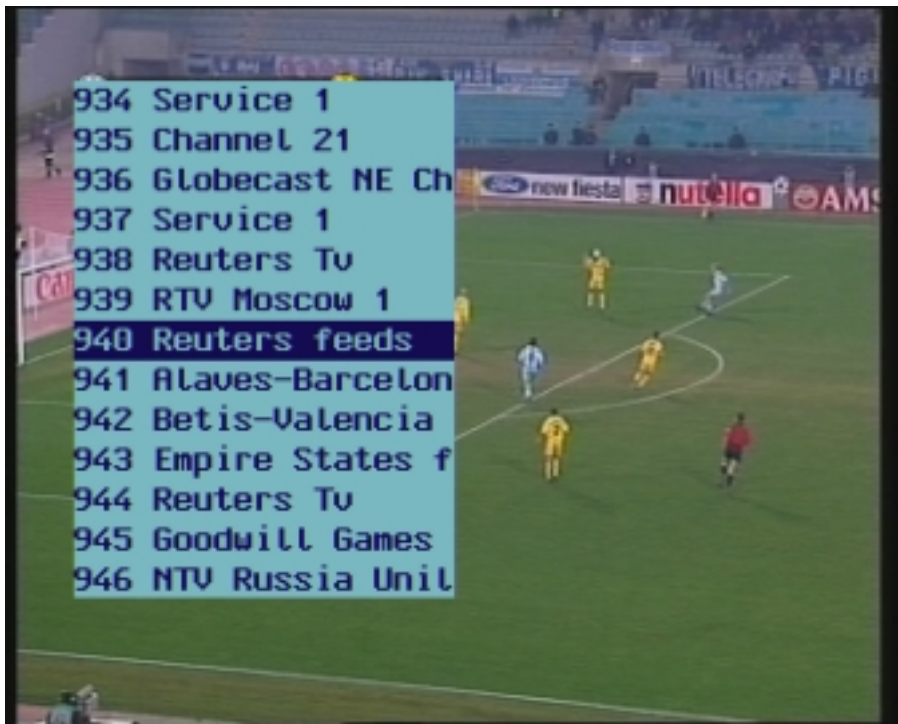 934 Service 1
935 Channel 21
936 Globecast NE Ch
937 Service 1
938 Reuters Tv
939 RTV Moscow 1
940 Reuters feeds
941 Alaves-Barcelon
942 Betis-Valencia
943 Empire States f
944 Reuters Tv
945 Goodwill Games
946 NTV Russia Unil
Ford new fiesta nutella AMS
Can